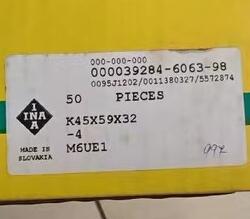 000-000-000
000039284-6063-98
0095J1202/0011380327/5572874
50 PIECES
INA
K45X59X32
-4
MADE IN
SLOVAKIA
M6UE1